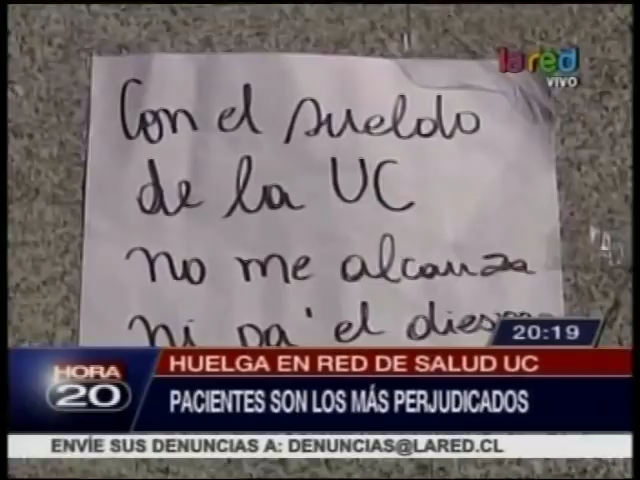 la red
VIVO
Con el sueldo
de la UC
no me alcanza
ni pa' el
20:19
HORA
20
HUELGA EN RED DE SALUD UC
PACIENTES SON LOS MÁS PERJUDICADOS
ENVÍE SUS DENUNCIAS A: DENUNCIAS@LARED.CL